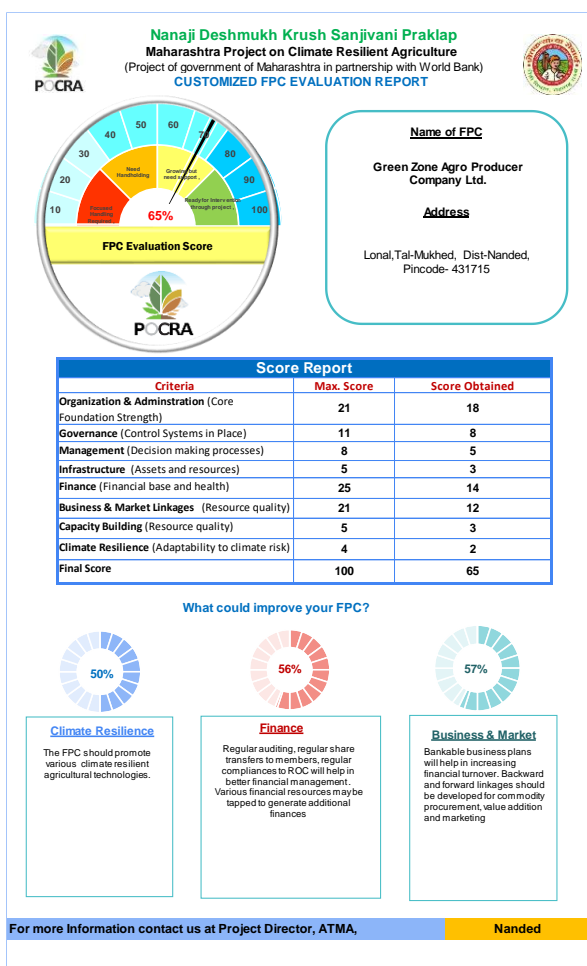 Nanaji Deshmukh Krush Sanjivani Praklap
Maharashtra Project on Climate Resilient Agriculture
(Project of government of Maharashtra in partnership with World Bank)
CUSTOMIZED FPC EVALUATION REPORT
POCRA
10
20
30
40
50
60
70
80
90
100
Need
Handholding
Growing but
need support .
Ready for Intervention
through project .
Focused
Handling
Required .
65%
FPC Evaluation Score
POCRA
Name of FPC
Green Zone Agro Producer
Company Ltd.
Address
Lonal,Tal-Mukhed, Dist-Nanded,
Pincode- 431715
Score Report
Criteria Max. Score Score Obtained
Organization & Adminstration (Core
Foundation Strength) 21 18
Governance (Control Systems in Place) 11 8
Management (Decision making processes) 8 5
Infrastructure (Assets and resources) 5 3
Finance (Financial base and health) 25 14
Business & Market Linkages (Resource quality) 21 12
Capacity Building (Resource quality) 5 3
Climate Resilience (Adaptability to climate risk) 4 2
Final Score 100 65
What could improve your FPC?
50%
Climate Resilience
The FPC should promote
various climate resilient
agricultural technologies.
56%
Finance
Regular auditing, regular share
transfers to members, regular
compliances to ROC will help in
better financial management.
Various financial resources may be
tapped to generate additional
finances
57%
Business & Market
Bankable business plans
will help in increasing
financial turnover. Backward
and forward linkages should
be developed for commodity
procurement, value addition
and marketing
For more Information contact us at Project Director, ATMA, Nanded